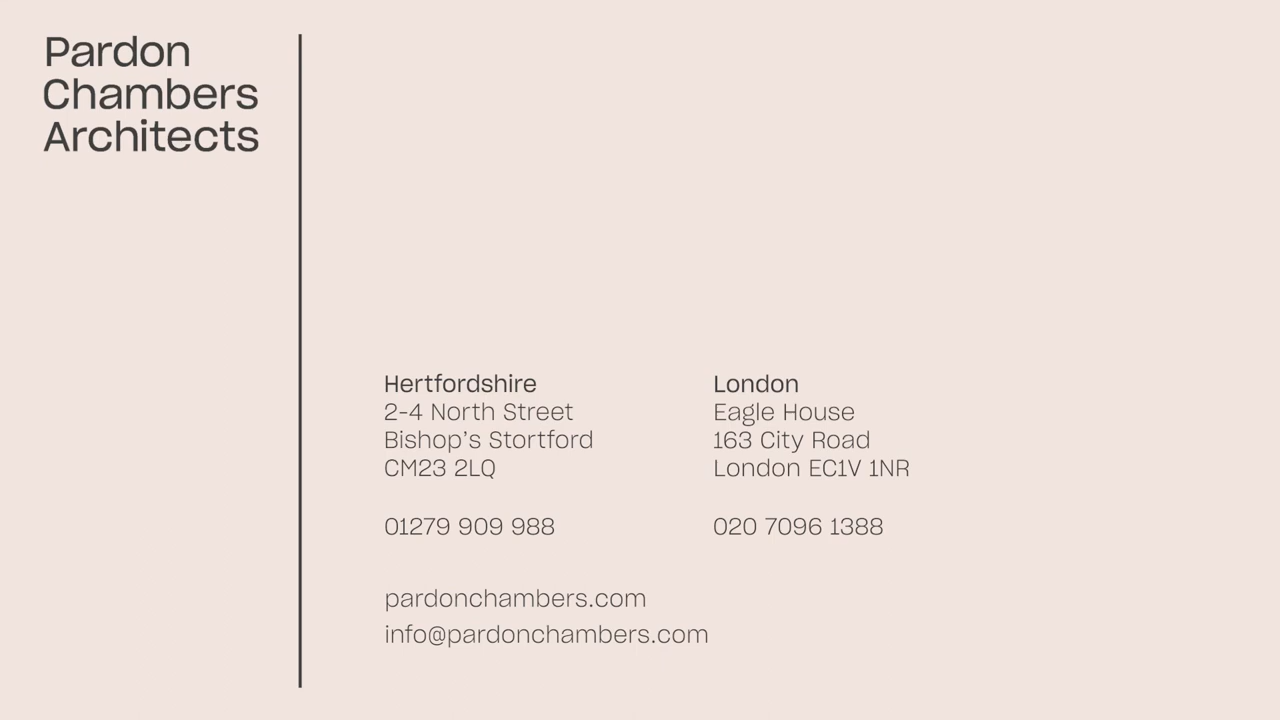 Pardon
Chambers
Architects
Hertfordshire
2-4 North Street
Bishop’s Stortford
CM23 2LQ
01279 909 988
London
Eagle House
163 City Road
London EC1V 1NR
020 7096 1388
pardonchambers.com
info@pardonchambers.com